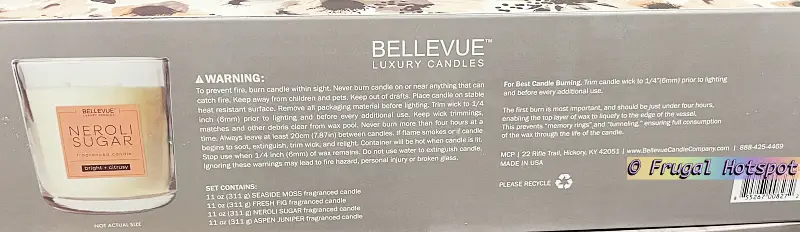 BELLEVUE™
LUXURY CANDLES
BELLEVUE
LUXURY CANDLES
NEROLI
SUGAR
fragranced candle
bright + citrusy
NOT ACTUAL SIZE
⚠WARNING:
To prevent fire, burn candle within sight. Never burn candle on or near anything that can
catch fire. Keep away from children and pets. Keep out of drafts. Place candle on stable
heat resistant surface. Remove all packaging material before lighting. Trim wick to 1/4
inch (6mm) prior to lighting and before every additional use. Keep wick trimmings,
matches and other debris clear from wax pool. Never burn more than four hours at a
time. Always leave at least 20cm (7.87in) between candles. If flame smokes or if candle
begins to soot, extinguish, trim wick, and relight. Container will be hot when candle is lit.
Stop use when 1/4 inch (6mm) of wax remains. Do not use water to extinguish candle.
Ignoring these warnings may lead to fire hazard, personal injury or broken glass.
SET CONTAINS:
11 oz (311 g) SEASIDE MOSS fragranced candle
11 oz (311 g) FRESH FIG fragranced candle
11 oz (311 g) NEROLI SUGAR fragranced candle
11 oz (311 g) ASPEN JUNIPER fragranced candle
For Best Candle Burning. Trim candle wick to 1/4"(6mm) prior to lighting
and before every additional use.
The first burn is most important, and should be just under four hours,
enabling the top layer of wax to liquefy to the edge of the vessel.
This prevents "memory rings," and "tunneling," ensuring full consumption
of the wax through the life of the candle.
MCP | 22 Rifle Trail, Hickory, KY 42051 | www.BellevueCandleCompany.com | 888-425-4409
MADE IN USA
PLEASE RECYCLE
© Frugal Hotspot